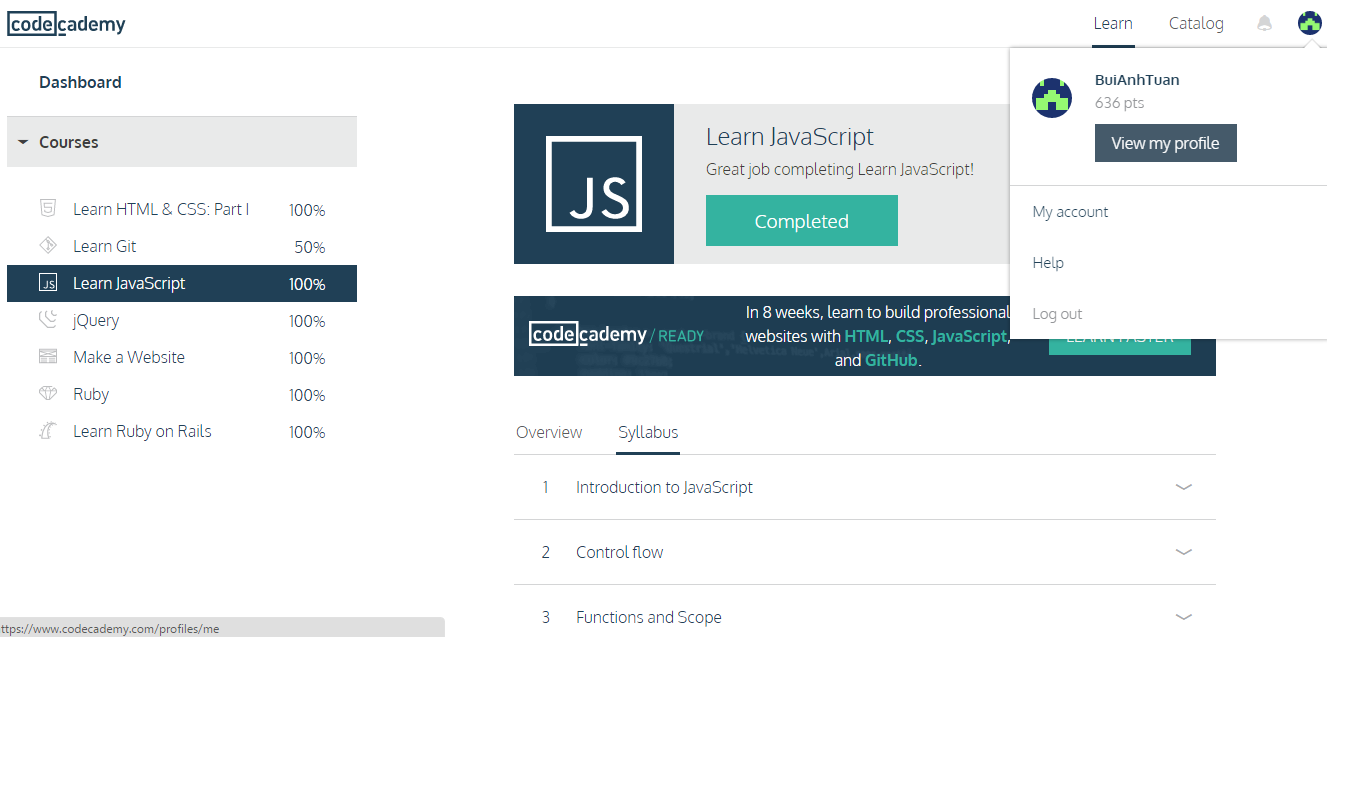 codecademy
Learn
Catalog
Dashboard
Courses
Learn HTML & CSS: Part I 100%
Learn Git 50%
JS Learn JavaScript 100%
jQuery 100%
Make a Website 100%
Ruby 100%
Learn Ruby on Rails 100%
JS
Learn JavaScript
Great job completing Learn JavaScript!
Completed
BuiAnhTuan
636 pts
View my profile
My account
Help
Log out
codecademy / READY
In 8 weeks, learn to build professional
websites with HTML, CSS, JavaScript,
and GitHub.
LEARN FASTER
Overview
Syllabus
1 Introduction to JavaScript
2 Control flow
3 Functions and Scope
ttps://www.codecademy.com/profiles/me